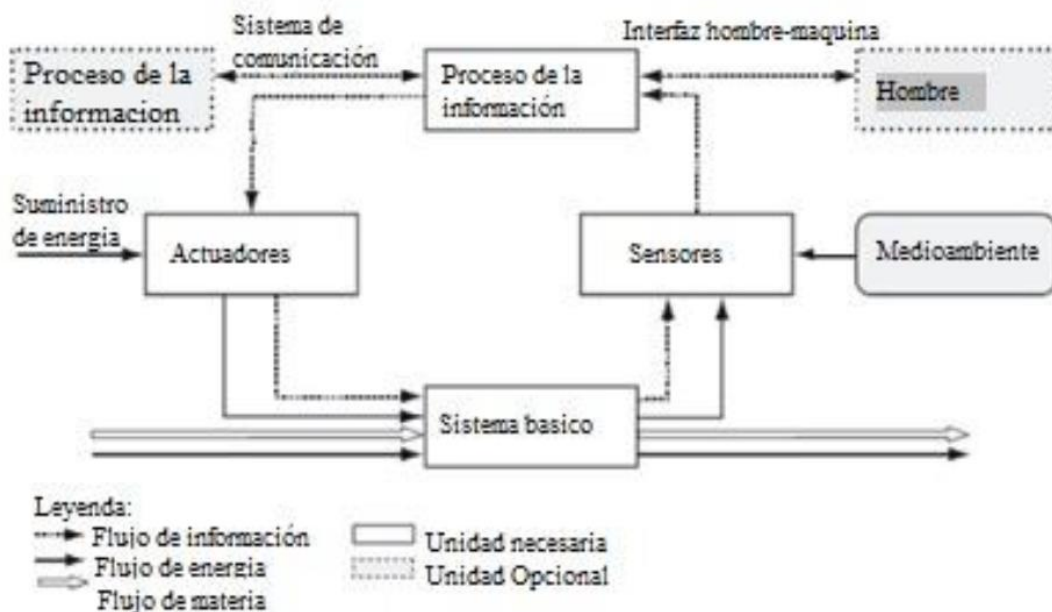 Sistema de
comunicación
Interfaz hombre-maquina
Proceso de la
informacion
Proceso de la
información
Hombre
Suministro
de energia
Actuadores
Sensores
Medioambiente
Sistema basico
Leyenda:
Flujo de información
Flujo de energia
Flujo de materia
Unidad necesaria
Unidad Opcional